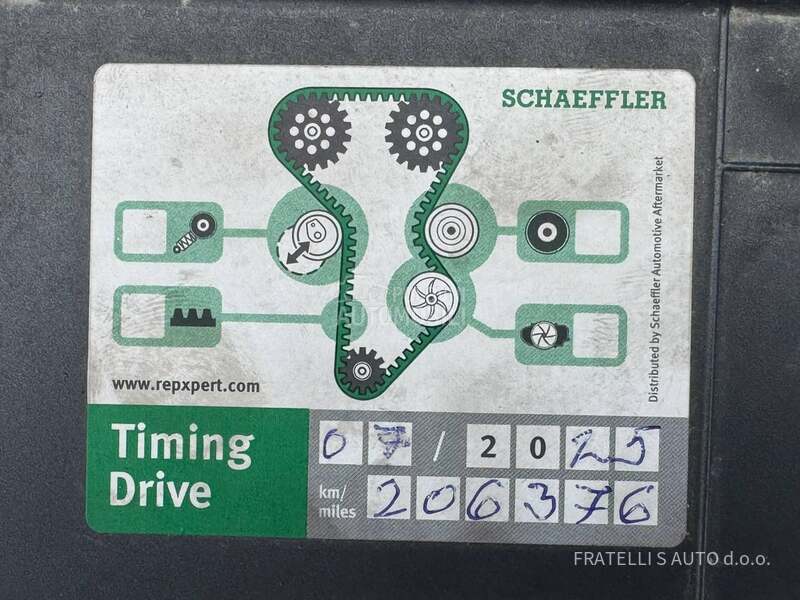 SCHAEFFLER
Distributed by Schaeffler Automotive Aftermarket
www.repxpert.com
Timing
Drive
07 / 2025
km/
miles
206376
FRATELLI S AUTO d.o.o.